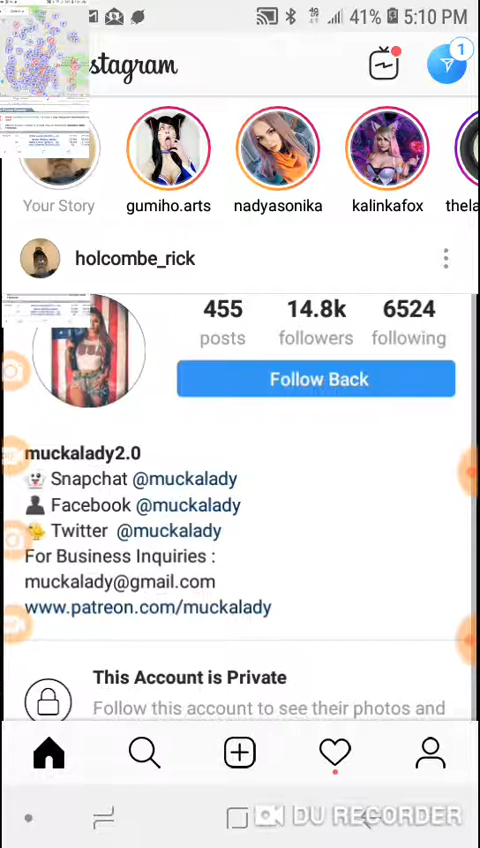 41% 5:10 PM
stagram
1
Your Story gumiho.arts nadyasonika kalinkafox thela
holcombe_rick
455 14.8k 6524
posts followers following
Follow Back
muckalady2.0
Snapchat @muckalady
Facebook @muckalady
Twitter @muckalady
For Business Inquiries :
muckalady@gmail.com
www.patreon.com/muckalady
This Account is Private
Follow this account to see their photos and
DU RECORDER